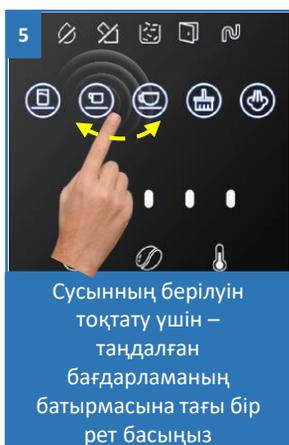 5
Сусынның берілуін
тоқтату үшін –
таңдалған
бағдарламаның
батырмасына тағы бір
рет басыңыз